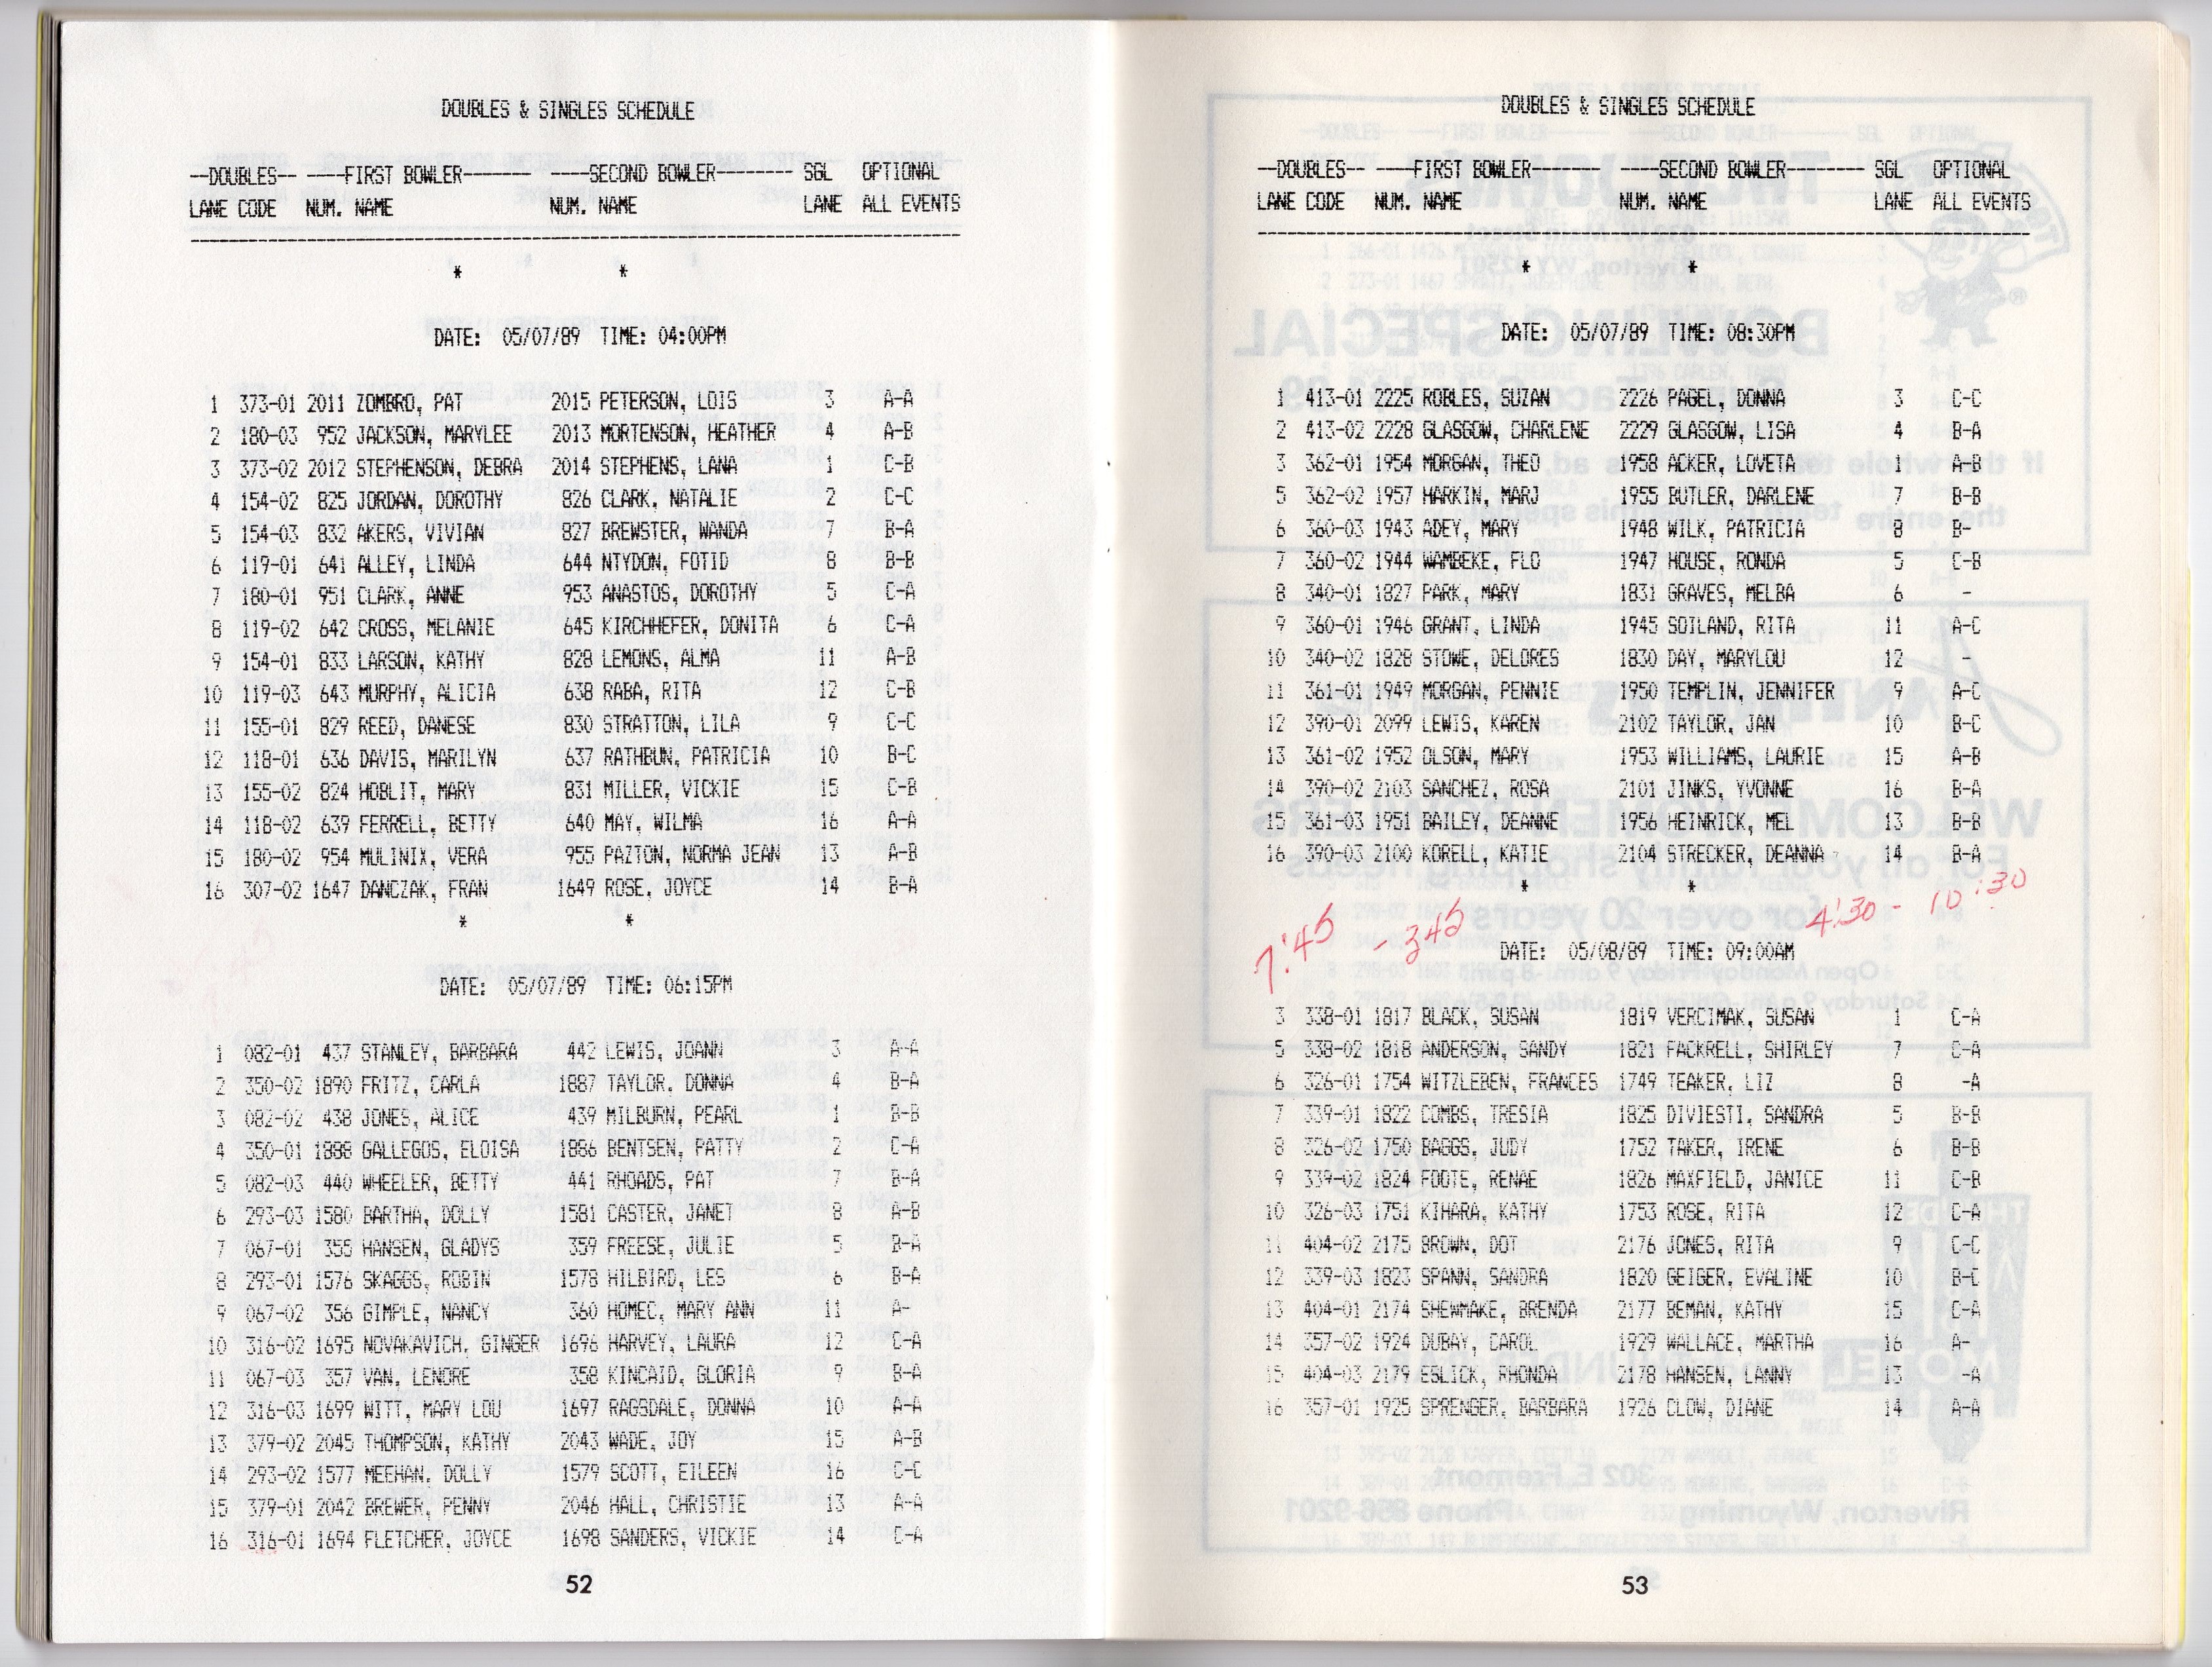 DOUBLES & SINGLES SCHEDULE
--DOUBLES-- ----FIRST BOWLER------- ----SECOND BOWLER-------- SGL OPTIONAL
LANE CODE NUM. NAME NUM. NAME LANE ALL EVENTS
* *
DATE: 05/07/89 TIME: 04:00PM
1 373-01 2011 ZOMBRO, PAT 2015 PETERSON, LOIS 3 A-A
2 180-03 952 JACKSON, MARYLEE 2013 MORTENSON, HEATHER 4 A-B
3 373-02 2012 STEPHENSON, DEBRA 2014 STEPHENS, LANA 1 C-B
4 154-02 825 JORDAN, DOROTHY 826 CLARK, NATALIE 2 C-C
5 154-03 832 AKERS, VIVIAN 827 BREWSTER, WANDA 7 B-A
6 119-01 641 ALLEY, LINDA 644 NTYDON, FOTID 8 B-B
7 180-01 951 CLARK, ANNE 953 ANASTOS, DOROTHY 5 C-A
8 119-02 642 CROSS, MELANIE 645 KIRCHHEFER, DONITA 6 C-A
9 154-01 833 LARSON, KATHY 828 LEMONS, ALMA 11 A-B
10 119-03 643 MURPHY, ALICIA 638 RABA, RITA 12 C-B
11 155-01 829 REED, DANESE 830 STRATTON, LILA 9 C-C
12 118-01 636 DAVIS, MARILYN 637 RATHBUN, PATRICIA 10 B-C
13 155-02 824 HOBLIT, MARY 831 MILLER, VICKIE 15 C-B
14 118-02 639 FERRELL, BETTY 640 MAY, WILMA 16 A-A
15 180-02 954 MULINIX, VERA 955 PAZTON, NORMA JEAN 13 A-B
16 307-02 1647 DANCZAK, FRAN 1649 ROSE, JOYCE 14 B-A
* *
DATE: 05/07/89 TIME: 06:15PM
1 082-01 437 STANLEY, BARBARA 442 LEWIS, JOANN 3 A-A
2 350-02 1890 FRITZ, CARLA 1887 TAYLOR, DONNA 4 B-A
3 082-02 438 JONES, ALICE 439 MILBURN, PEARL 1 B-B
4 350-01 1888 GALLEGOS, ELOISA 1886 BENTSEN, PATTY 2 C-A
5 082-03 440 WHEELER, BETTY 441 RHOADS, PAT 7 B-A
6 293-03 1580 BARTHA, DOLLY 1581 CASTER, JANET 8 A-B
7 067-01 355 HANSEN, GLADYS 359 FREESE, JULIE 5 B-A
8 293-01 1576 SKAGGS, ROBIN 1578 HILBIRD, LES 6 B-A
9 067-02 356 GIMPLE, NANCY 360 HOMEC, MARY ANN 11 A-
10 316-02 1695 NOVAKAVICH, GINGER 1696 HARVEY, LAURA 12 C-A
11 067-03 357 VAN, LENORE 358 KINCAID, GLORIA 9 B-A
12 316-03 1699 WITT, MARY LOU 1697 RAGSDALE, DONNA 10 A-A
13 379-02 2045 THOMPSON, KATHY 2043 WADE, JOY 15 A-B
14 293-02 1577 MEEHAN, DOLLY 1579 SCOTT, EILEEN 16 C-C
15 379-01 2042 BREWER, PENNY 2046 HALL, CHRISTIE 13 A-A
16 316-01 1694 FLETCHER, JOYCE 1698 SANDERS, VICKIE 14 C-A
52
DOUBLES & SINGLES SCHEDULE
--DOUBLES-- ----FIRST BOWLER------- ----SECOND BOWLER-------- SGL OPTIONAL
LANE CODE NUM. NAME NUM. NAME LANE ALL EVENTS
* *
DATE: 05/07/89 TIME: 08:30PM
1 413-01 2225 ROBLES, SUZAN 2226 PAGEL, DONNA 3 C-C
2 413-02 2228 GLASGOW, CHARLENE 2229 GLASGOW, LISA 4 B-A
3 362-01 1954 MORGAN, THEO 1958 ACKER, LOVETA 1 A-B
5 362-02 1957 HARKIN, MARJ 1955 BUTLER, DARLENE 7 B-B
6 360-03 1943 ADEY, MARY 1948 WILK, PATRICIA 8 B-
7 360-02 1944 WAMBEKE, FLO 1947 HOUSE, RONDA 5 C-B
8 340-01 1827 PARK, MARY 1831 GRAVES, MELBA 6 -
9 360-01 1946 GRANT, LINDA 1945 SOTLAND, RITA 11 A-C
10 340-02 1828 STOWE, DELORES 1830 DAY, MARYLOU 12 -
11 361-01 1949 MORGAN, PENNIE 1950 TEMPLIN, JENNIFER 9 A-C
12 390-01 2099 LEWIS, KAREN 2102 TAYLOR, JAN 10 B-C
13 361-02 1952 OLSON, MARY 1953 WILLIAMS, LAURIE 15 A-B
14 390-02 2103 SANCHEZ, ROSA 2101 JINKS, YVONNE 16 B-A
15 361-03 1951 BAILEY, DEANNE 1956 HEINRICK, MEL 13 B-B
16 390-03 2100 KORELL, KATIE 2104 STRECKER, DEANNA 14 B-A
* *
7:45 - 345 4:30 - 10:30
DATE: 05/08/89 TIME: 09:00AM
3 338-01 1817 BLACK, SUSAN 1819 VERCIMAK, SUSAN 1 C-A
5 338-02 1818 ANDERSON, SANDY 1821 FACKRELL, SHIRLEY 7 C-A
6 326-01 1754 WITZLEBEN, FRANCES 1749 TEAKER, LIZ 8 -A
7 339-01 1822 COMBS, TRESIA 1825 DIVIESTI, SANDRA 5 B-B
8 326-02 1750 BAGGS, JUDY 1752 TAKER, IRENE 6 B-B
9 339-02 1824 FOOTE, RENAE 1826 MAXFIELD, JANICE 11 C-B
10 326-03 1751 KIHARA, KATHY 1753 ROSE, RITA 12 C-A
11 404-02 2175 BROWN, DOT 2176 JONES, RITA 9 C-C
12 339-03 1823 SPANN, SANDRA 1820 GEIGER, EVALINE 10 B-C
13 404-01 2174 SHEWMAKE, BRENDA 2177 BEMAN, KATHY 15 C-A
14 357-02 1924 DUBAY, CAROL 1929 WALLACE, MARTHA 16 A-
15 404-03 2179 ESLICK, RHONDA 2178 HANSEN, LANNY 13 -A
16 357-01 1925 SPRENGER, BARBARA 1926 CLOW, DIANE 14 A-A
53